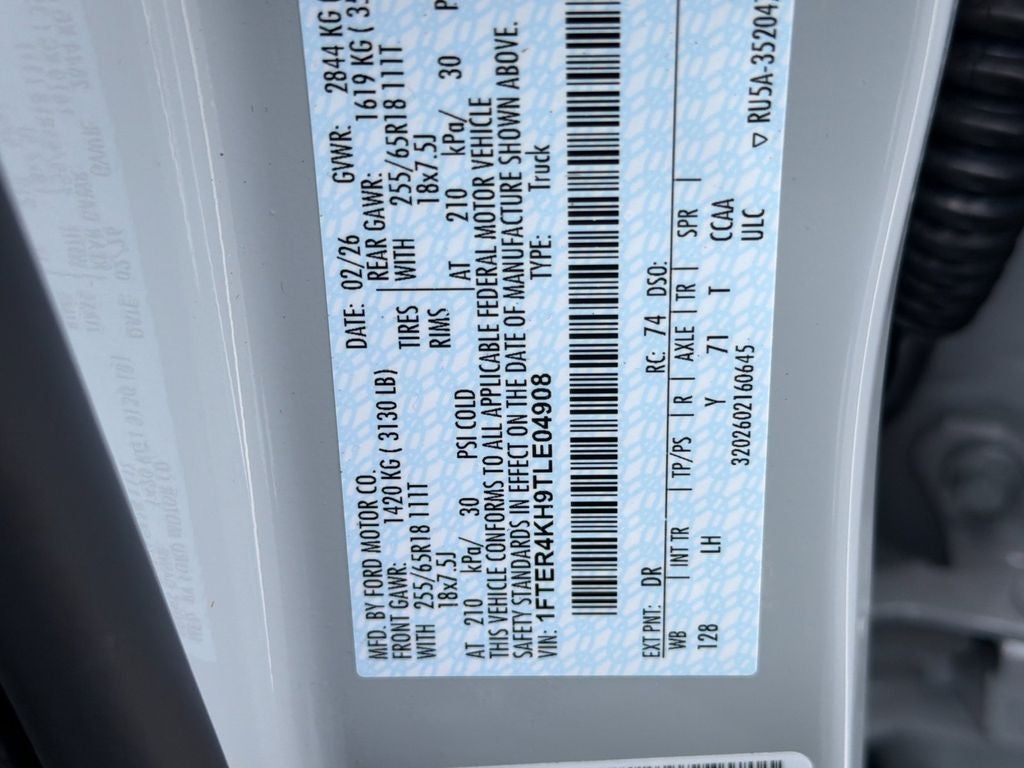 MFD. BY FORD MOTOR CO. DATE: 02/26 GVWR: 2844 KG (
FRONT GAWR: 1420 KG ( 3130 LB) REAR GAWR: 1619 KG ( 35
WITH 255/65R18 111T TIRES WITH 255/65R18 111T
18x7.5J RIMS 18x7.5J
AT 210 kPa/ 30 PSI COLD AT 210 kPa/ 30 P
THIS VEHICLE CONFORMS TO ALL APPLICABLE FEDERAL MOTOR VEHICLE
SAFETY STANDARDS IN EFFECT ON THE DATE OF MANUFACTURE SHOWN ABOVE.
VIN: 1FTER4KH9TLE04908 TYPE: Truck
EXT PNT: DR RC: 74 DSO:
WB | INT TR | TP/PS | R | AXLE | TR | SPR |
128 LH Y 71 T CCAA
3202602160645 ULC
▽ RU5A-352047